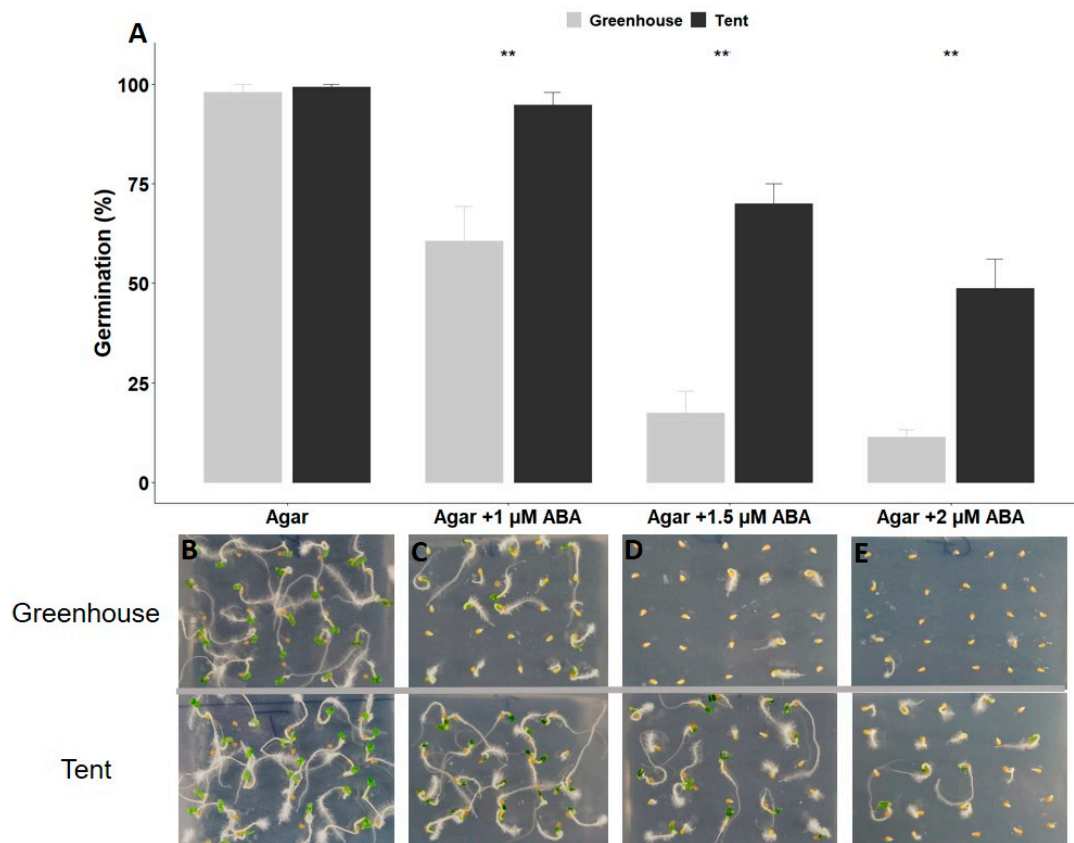 Greenhouse Tent
A
** ** **
Germination (%)
100
75
50
25
0
Agar Agar +1 µM ABA Agar +1.5 µM ABA Agar +2 µM ABA
B C D E
Greenhouse
Tent